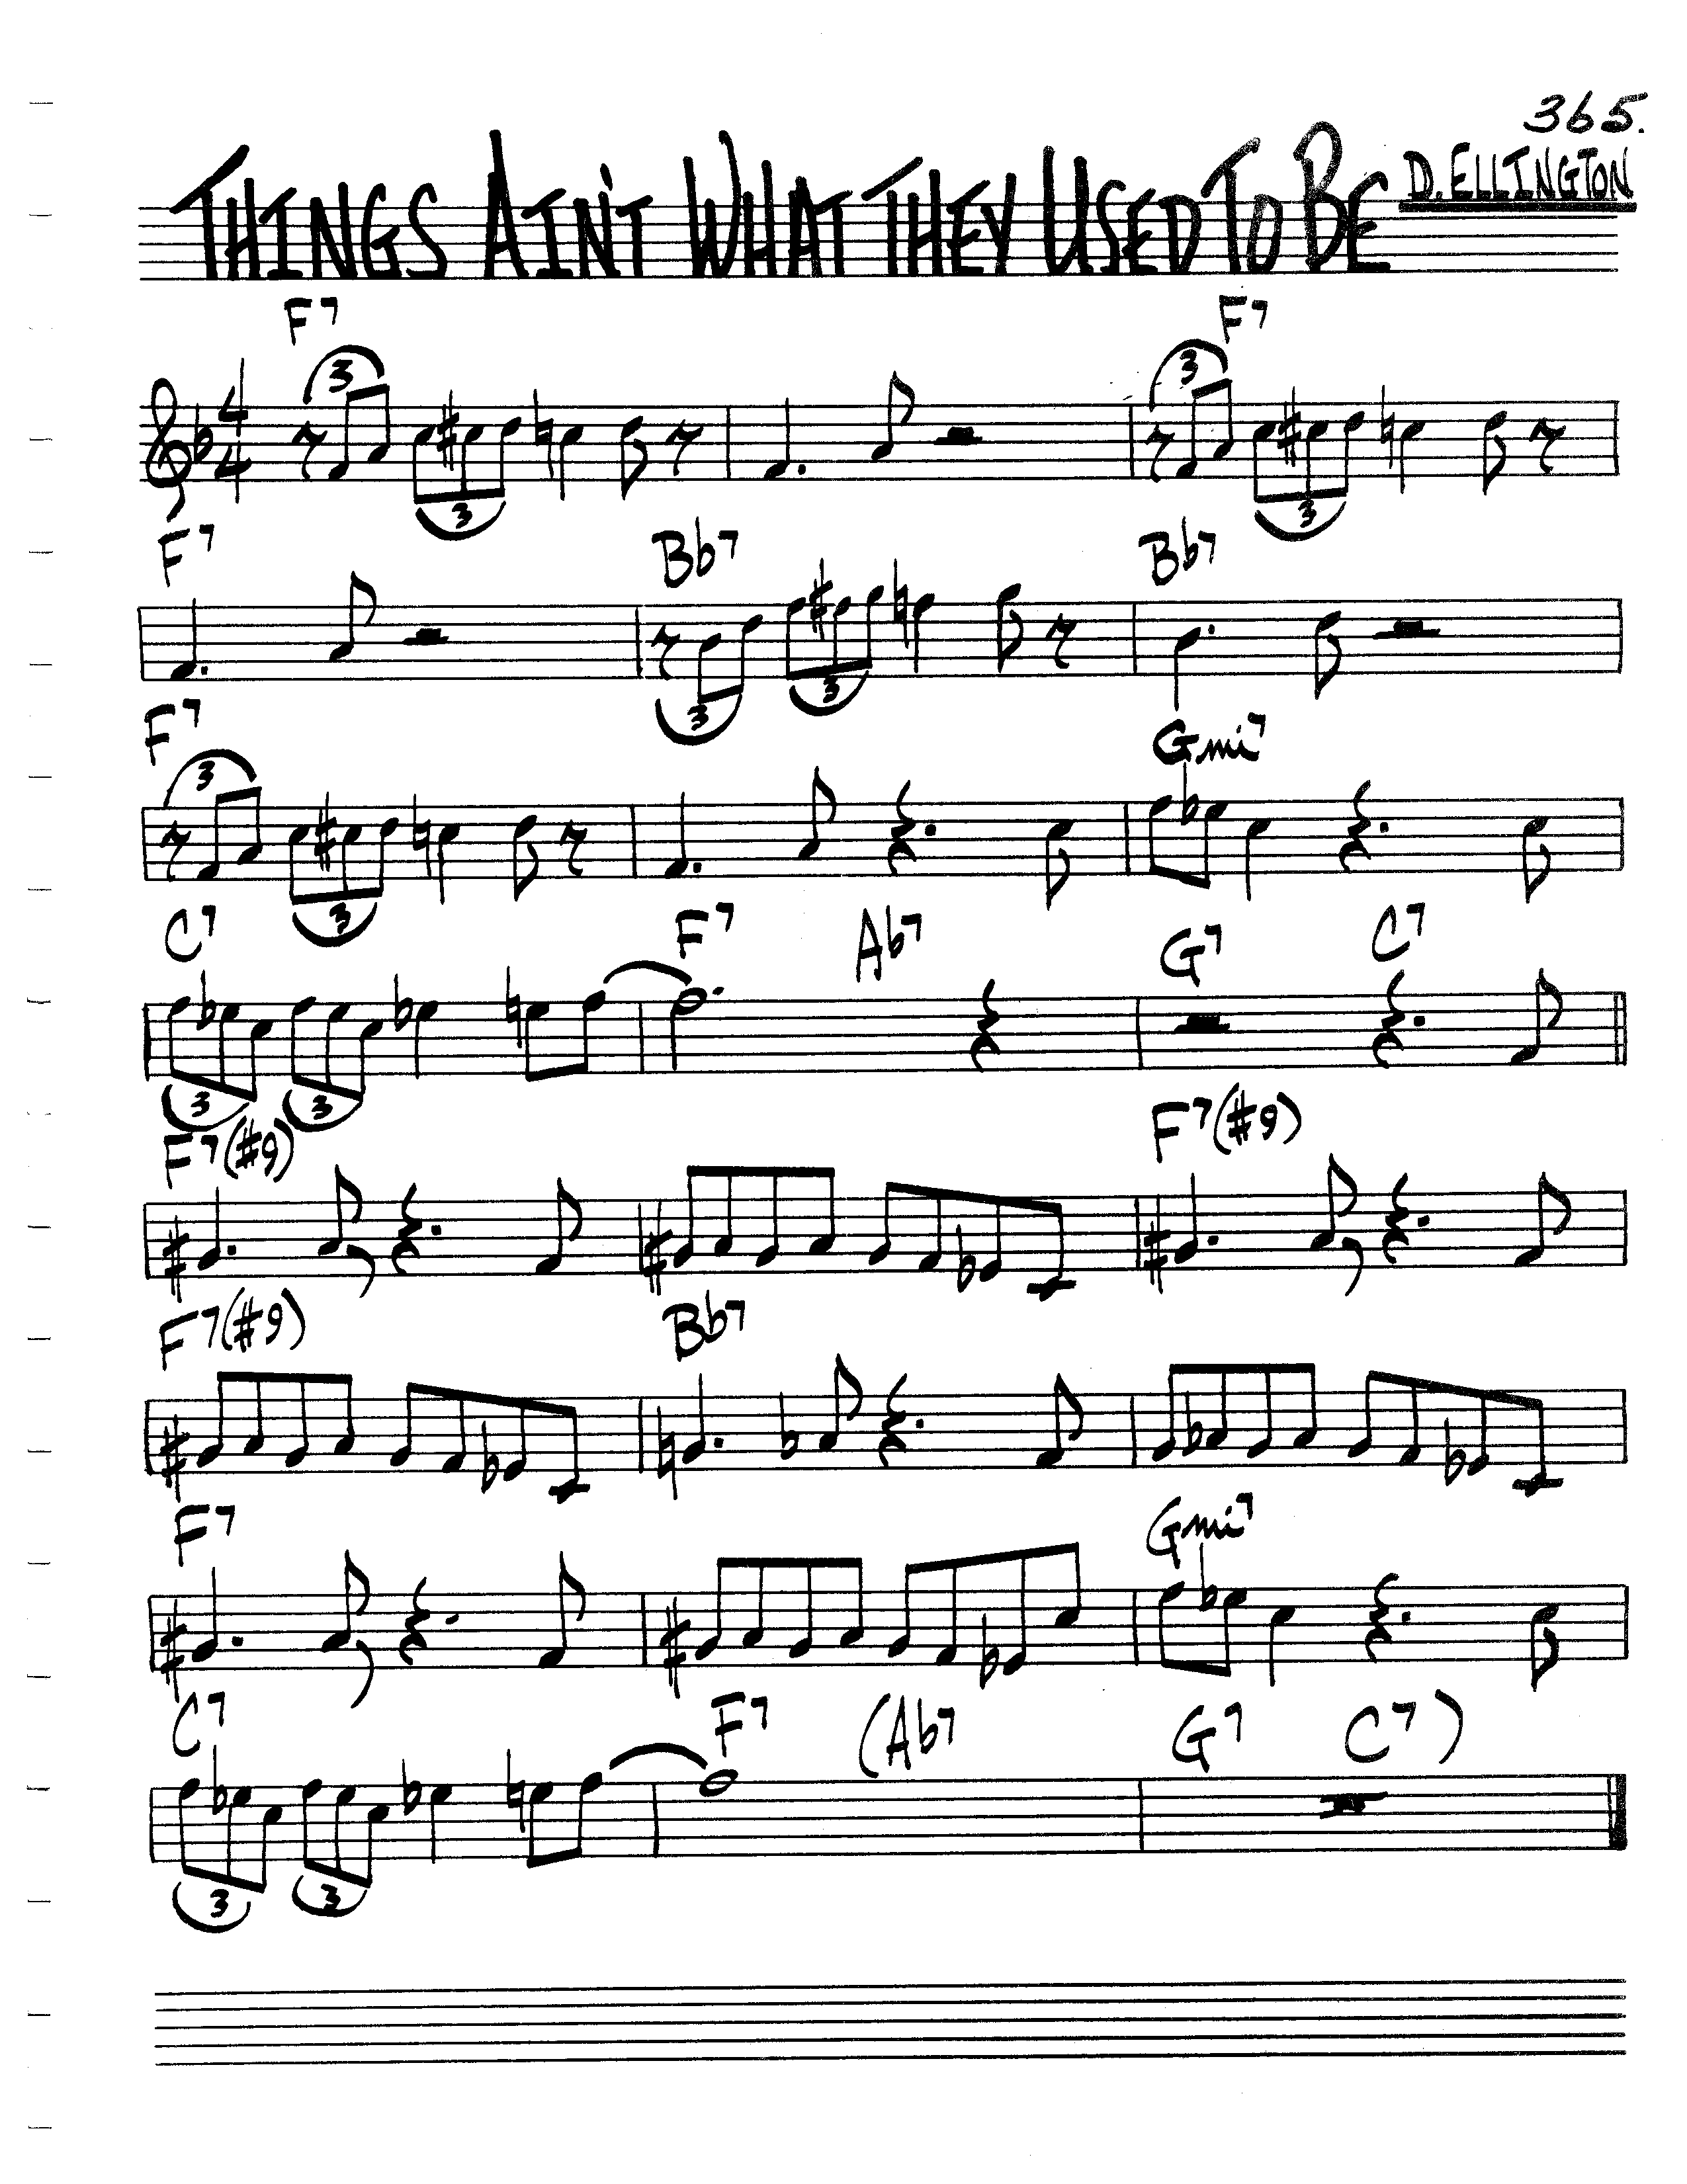 365.
THINGS AIN'T WHAT THEY USED TO BE
D. ELLINGTON
F7 F7
3 3
4
4
3 3
F7 Bb7 Bb7
3 3
F7 Gmi7
3
3
C7 F7 Ab7 G7 C7
3 3
F7(#9) F7(#9)
F7(#9) Bb7
F7 Gmi7
C7 F7 (Ab7 G7 C7)
3 3